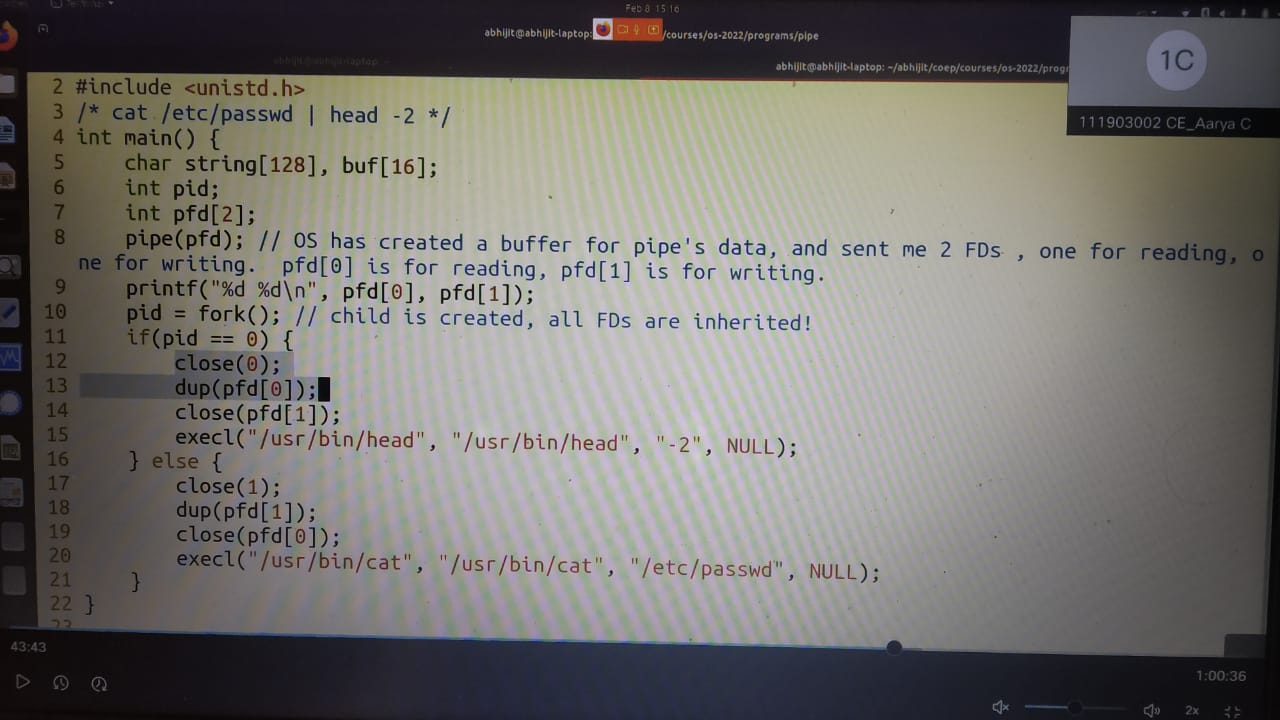 Feb 8 15:16
abhijit@abhijit-laptop: /courses/os-2022/programs/pipe
abhijit@abhijit-laptop: ~/abhijit/coep/courses/os-2022/progr
1C
111903002 CE_Aarya C
2 #include <unistd.h>
3 /* cat /etc/passwd | head -2 */
4 int main() {
5 char string[128], buf[16];
6 int pid;
7 int pfd[2];
8 pipe(pfd); // OS has created a buffer for pipe's data, and sent me 2 FDs , one for reading, o
ne for writing. pfd[0] is for reading, pfd[1] is for writing.
9 printf("%d %d\n", pfd[0], pfd[1]);
10 pid = fork(); // child is created, all FDs are inherited!
11 if(pid == 0) {
12 close(0);
13 dup(pfd[0]);
14 close(pfd[1]);
15 execl("/usr/bin/head", "/usr/bin/head", "-2", NULL);
16 } else {
17 close(1);
18 dup(pfd[1]);
19 close(pfd[0]);
20 execl("/usr/bin/cat", "/usr/bin/cat", "/etc/passwd", NULL);
21 }
22 }
23
43:43
1:00:36
2x